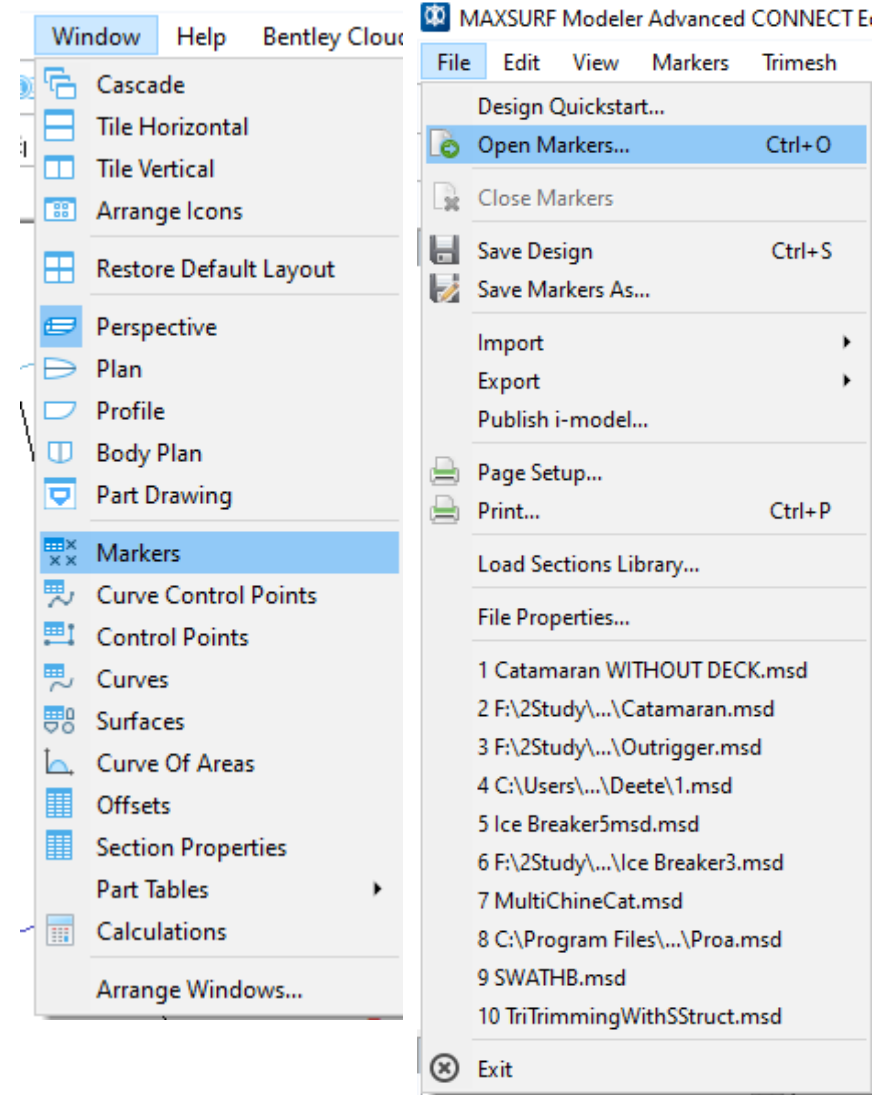 Window Help Bentley Clou
Cascade
Tile Horizontal
Tile Vertical
Arrange Icons
Restore Default Layout
Perspective
Plan
Profile
Body Plan
Part Drawing
Markers
Curve Control Points
Control Points
Curves
Surfaces
Curve Of Areas
Offsets
Section Properties
Part Tables
Calculations
Arrange Windows...
MAXSURF Modeler Advanced CONNECT E
File Edit View Markers Trimesh
Design Quickstart...
Open Markers... Ctrl+O
Close Markers
Save Design Ctrl+S
Save Markers As...
Import
Export
Publish i-model...
Page Setup...
Print... Ctrl+P
Load Sections Library...
File Properties...
1 Catamaran WITHOUT DECK.msd
2 F:\2Study\...\Catamaran.msd
3 F:\2Study\...\Outrigger.msd
4 C:\Users\...\Deete\1.msd
5 Ice Breaker5msd.msd
6 F:\2Study\...\Ice Breaker3.msd
7 MultiChineCat.msd
8 C:\Program Files\...\Proa.msd
9 SWATHB.msd
10 TriTrimmingWithSStruct.msd
Exit